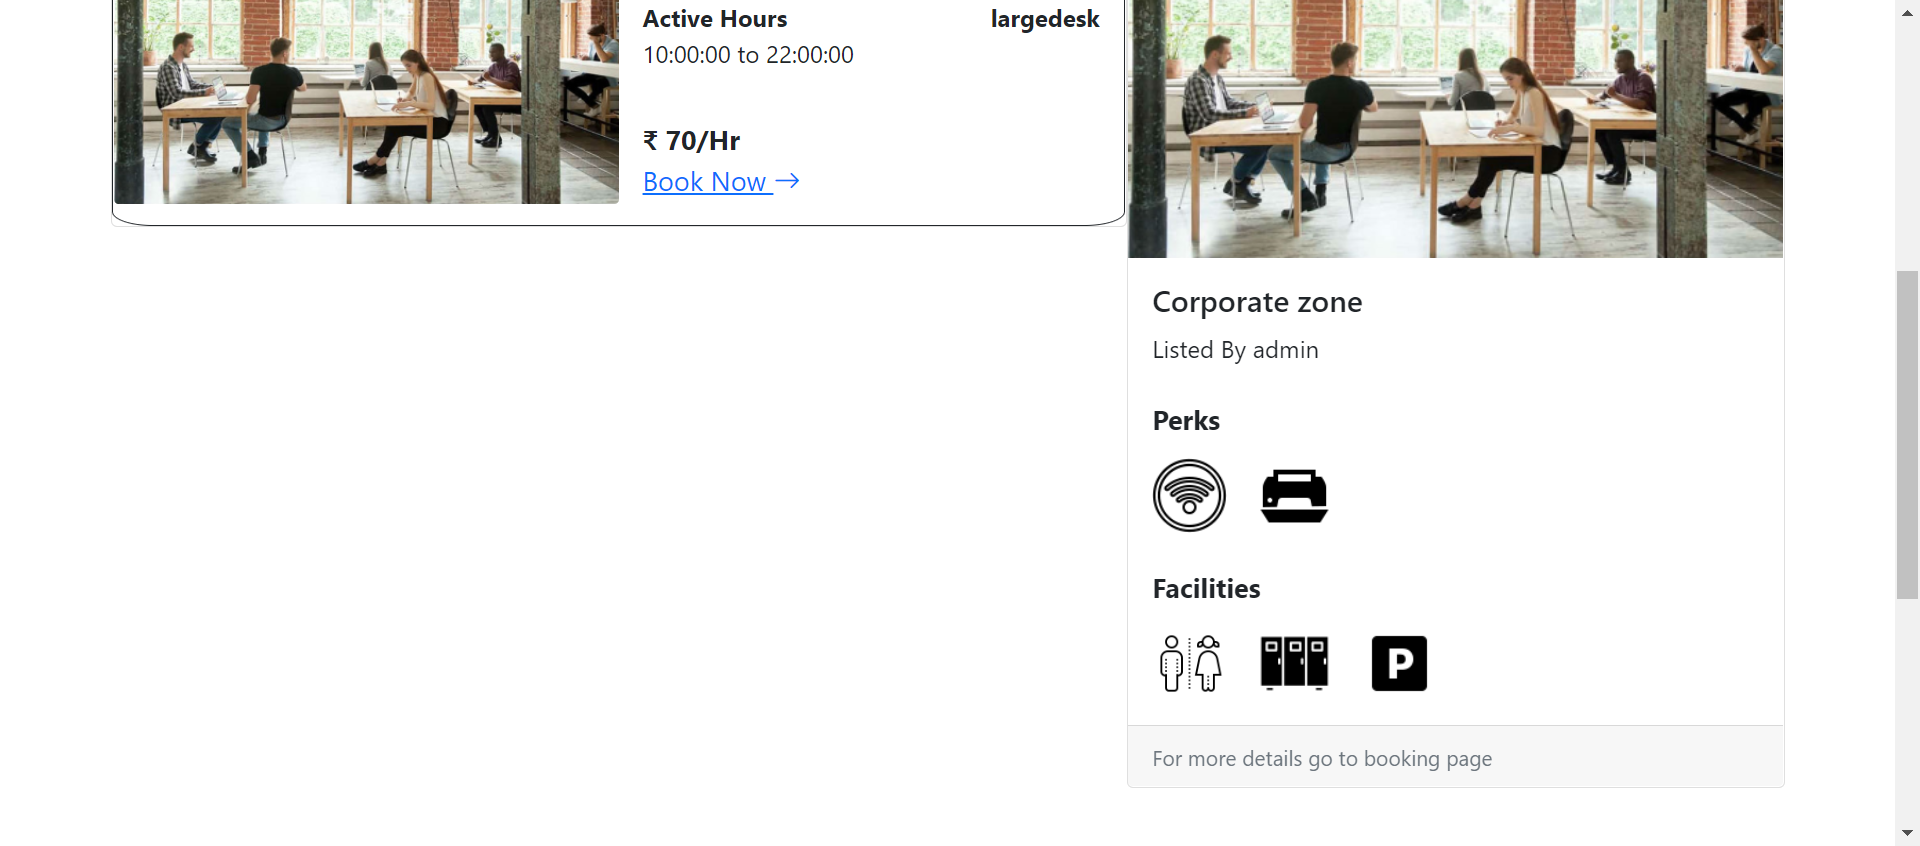 Active Hours
largedesk
10:00:00 to 22:00:00
₹ 70/Hr
Book Now →
Corporate zone
Listed By admin
Perks
Facilities
P
For more details go to booking page